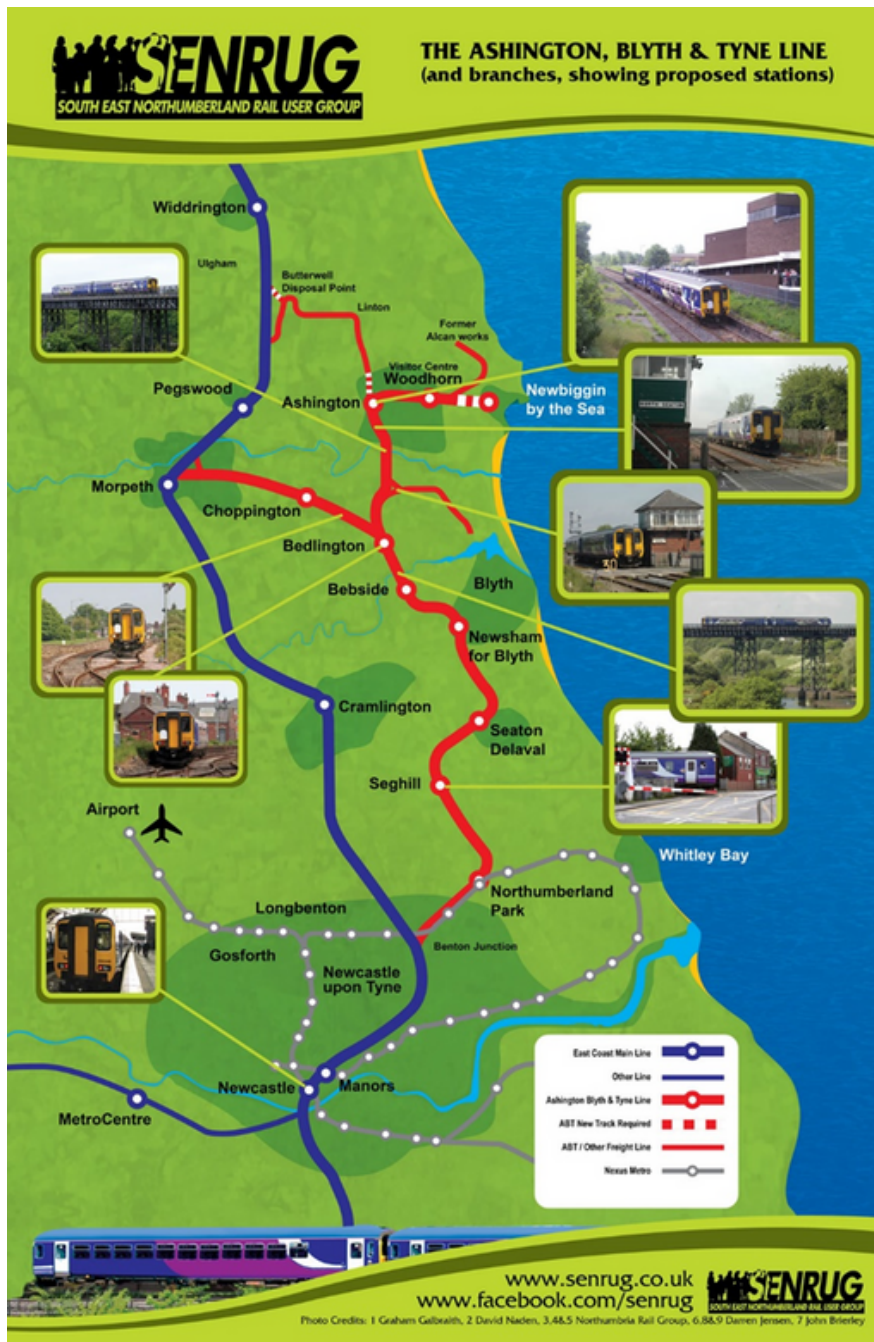 SENRUG
SOUTH EAST NORTHUMBERLAND RAIL USER GROUP
THE ASHINGTON, BLYTH & TYNE LINE
(and branches, showing proposed stations)
Widdrington
Ulgham
Butterwell
Disposal Point
Linton
Former
Alcan works
Visitor Centre
Woodhorn
Pegswood
Ashington
Newbiggin
by the Sea
Morpeth
Choppington
Bedlington
Bebside
Blyth
Newsham
for Blyth
Cramlington
Seaton
Delaval
Seghill
Airport
Whitley Bay
Northumberland
Park
Longbenton
Gosforth
Benton Junction
Newcastle
upon Tyne
Newcastle
Manors
MetroCentre
East Coast Main Line
Other Line
Ashington Blyth & Tyne Line
ABT New Track Required
ABT / Other Freight Line
Nexus Metro
30
www.senrug.co.uk
www.facebook.com/senrug
SENRUG
SOUTH EAST NORTHUMBERLAND RAIL USER GROUP
Photo Credits: 1 Graham Galbraith, 2 David Naden, 3,4&5 Northumbria Rail Group, 6,8&9 Darren Jensen, 7 John Brierley